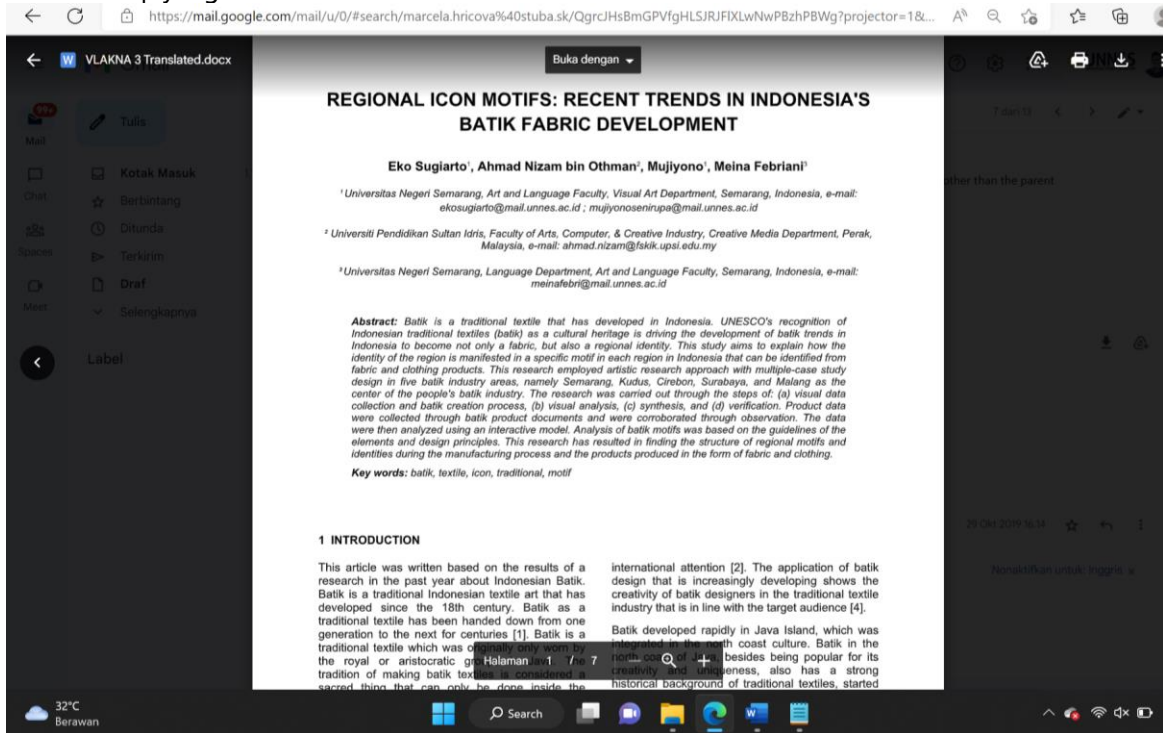 https://mail.google.com/mail/u/0/#search/marcela.hricova%40stuba.sk/QgrcJHsBmGPVfgHLSJRJFlXLwNwPBzhPBWg?projector=1&...
VLAKNA 3 Translated.docx
Buka dengan
99+
Mail
Tulis
7 dari 13
Kotak Masuk
Chat
Berbintang
Ditunda
Spaces
Terkirim
Draf
Meet
Selengkapnya
Label
other than the parent
29 Okt 2019 16.14
Nonaktifkan untuk: Inggris
REGIONAL ICON MOTIFS: RECENT TRENDS IN INDONESIA'S
BATIK FABRIC DEVELOPMENT
Eko Sugiarto¹, Ahmad Nizam bin Othman², Mujiyono¹, Meina Febriani³
¹ Universitas Negeri Semarang, Art and Language Faculty, Visual Art Department, Semarang, Indonesia, e-mail:
ekosugiarto@mail.unnes.ac.id ; mujiyonosenirupa@mail.unnes.ac.id
² Universiti Pendidikan Sultan Idris, Faculty of Arts, Computer, & Creative Industry, Creative Media Department, Perak,
Malaysia, e-mail: ahmad.nizam@fskik.upsi.edu.my
³ Universitas Negeri Semarang, Language Department, Art and Language Faculty, Semarang, Indonesia, e-mail:
meinafebri@mail.unnes.ac.id
Abstract: Batik is a traditional textile that has developed in Indonesia. UNESCO's recognition of
Indonesian traditional textiles (batik) as a cultural heritage is driving the development of batik trends in
Indonesia to become not only a fabric, but also a regional identity. This study aims to explain how the
identity of the region is manifested in a specific motif in each region in Indonesia that can be identified from
fabric and clothing products. This research employed artistic research approach with multiple-case study
design in five batik industry areas, namely Semarang, Kudus, Cirebon, Surabaya, and Malang as the
center of the people's batik industry. The research was carried out through the steps of: (a) visual data
collection and batik creation process, (b) visual analysis, (c) synthesis, and (d) verification. Product data
were collected through batik product documents and were corroborated through observation. The data
were then analyzed using an interactive model. Analysis of batik motifs was based on the guidelines of the
elements and design principles. This research has resulted in finding the structure of regional motifs and
identities during the manufacturing process and the products produced in the form of fabric and clothing.
Key words: batik, textile, icon, traditional, motif
1 INTRODUCTION
This article was written based on the results of a
research in the past year about Indonesian Batik.
Batik is a traditional Indonesian textile art that has
developed since the 18th century. Batik as a
traditional textile has been handed down from one
generation to the next for centuries [1]. Batik is a
traditional textile which was originally only worn by
the royal or aristocratic
tradition of making batik textiles is considered a
sacred thing that can only be done inside the
international attention [2]. The application of batik
design that is increasingly developing shows the
creativity of batik designers in the traditional textile
industry that is in line with the target audience [4].
Batik developed rapidly in Java Island, which was
integrated in the north coast culture. Batik in the
north coast of Java, besides being popular for its
creativity and uniqueness, also has a strong
historical background of traditional textiles, started
Halaman 1 / 7
32°C
Berawan
Search